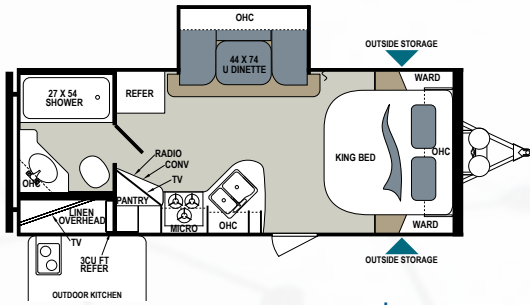 OHC
44 X 74
U DINETTE
OUTSIDE STORAGE
27 X 54
SHOWER
REFER
WARD
KING BED
OHC
RADIO
CONV
TV
OHC
PANTRY
MICRO
OHC
WARD
LINEN
OVERHEAD
TV
3CU FT
REFER
OUTSIDE STORAGE
OUTDOOR KITCHEN